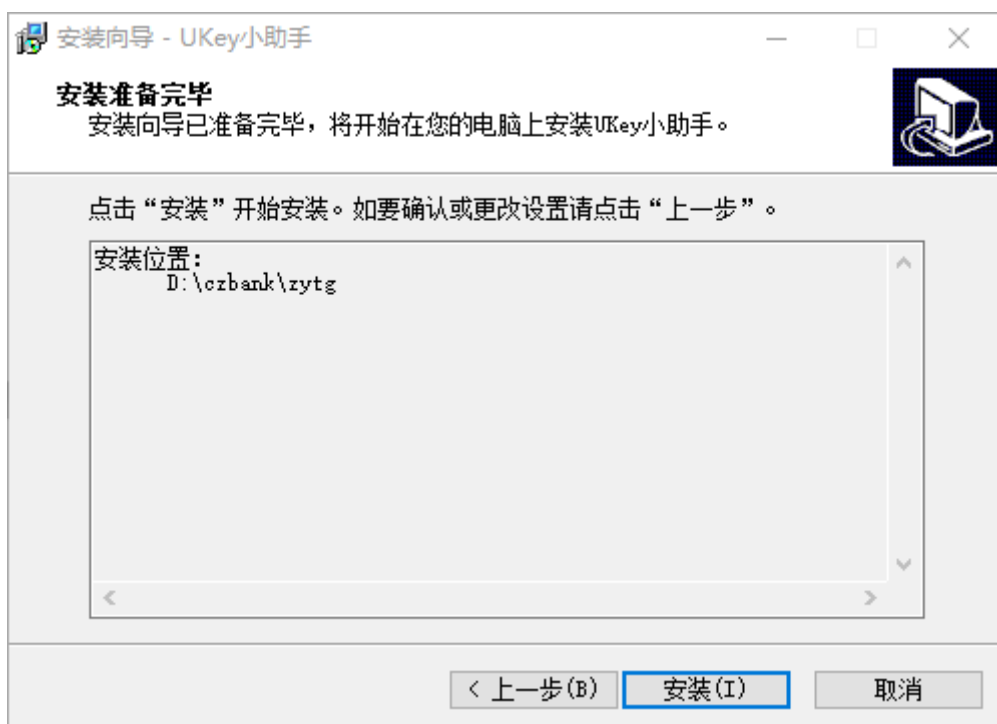 安装向导 - UKey小助手
安装准备完毕
安装向导已准备完毕，将开始在您的电脑上安装UKey小助手。
点击“安装”开始安装。如要确认或更改设置请点击“上一步”。
安装位置:
D:\czbank\zytg
< 上一步(B)
安装(I)
取消